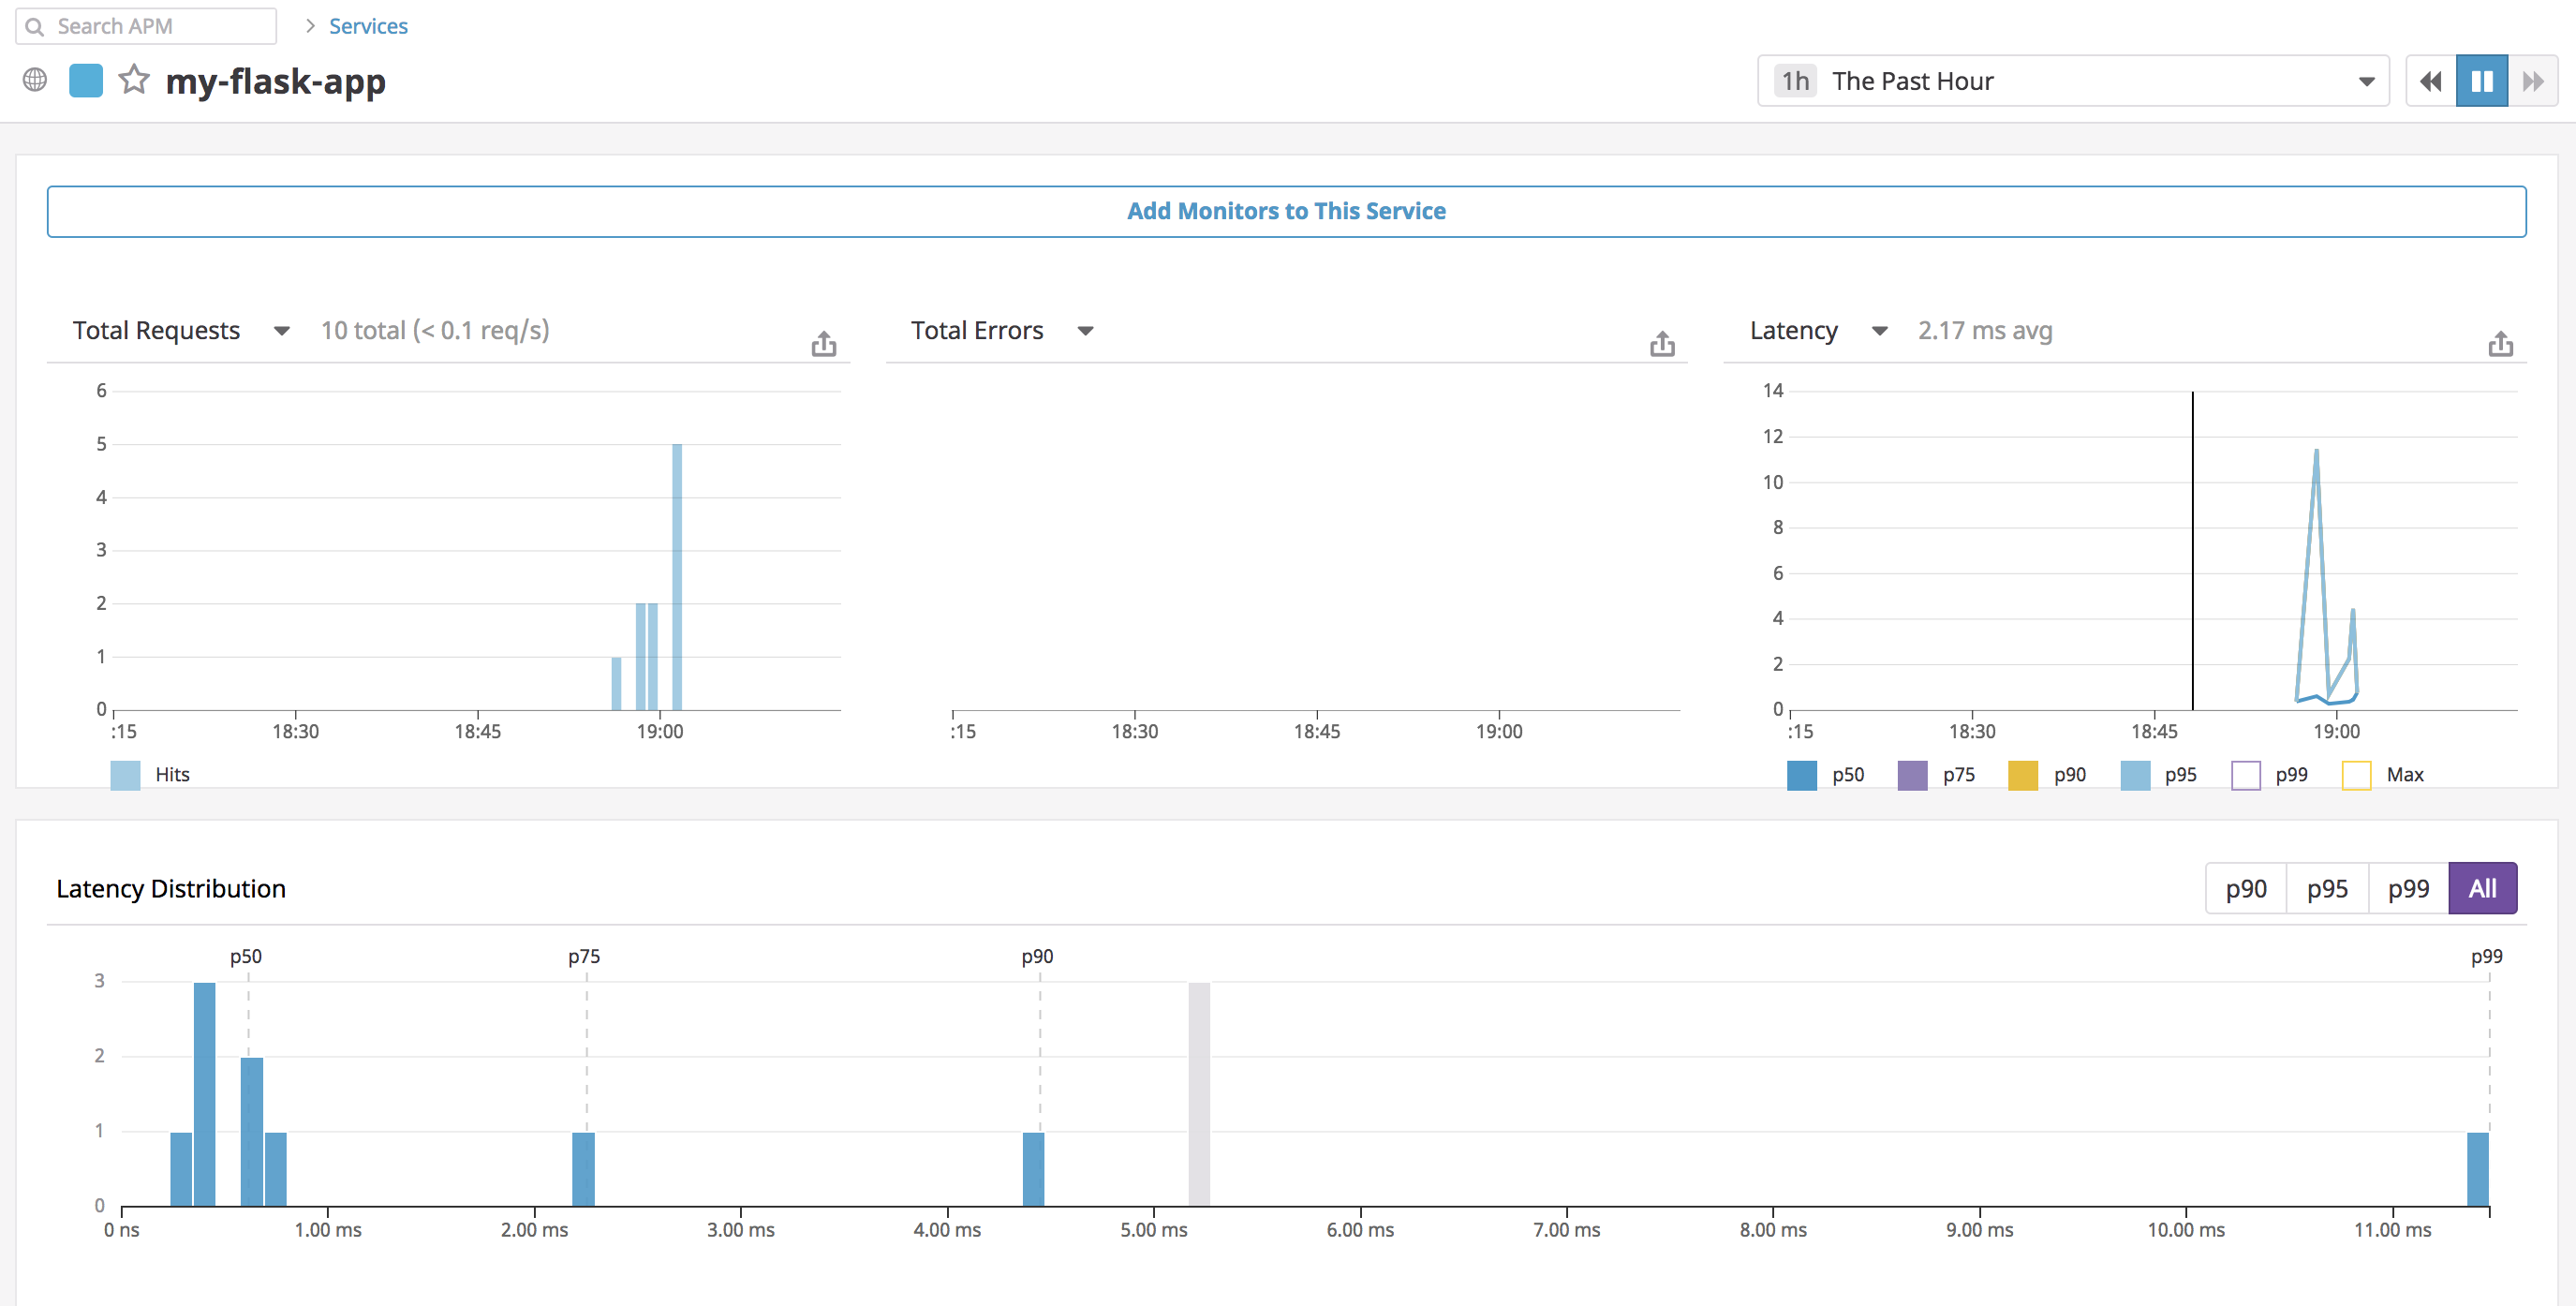 Search APM > Services
my-flask-app
1h The Past Hour
Add Monitors to This Service
Total Requests 10 total (< 0.1 req/s)
6
5
4
3
2
1
0
:15 18:30 18:45 19:00
Hits
Total Errors
:15 18:30 18:45 19:00
Latency 2.17 ms avg
14
12
10
8
6
4
2
0
:15 18:30 18:45 19:00
p50 p75 p90 p95 p99 Max
Latency Distribution
p90 p95 p99 All
p50 p75 p90 p99
3
2
1
0
0 ns 1.00 ms 2.00 ms 3.00 ms 4.00 ms 5.00 ms 6.00 ms 7.00 ms 8.00 ms 9.00 ms 10.00 ms 11.00 ms